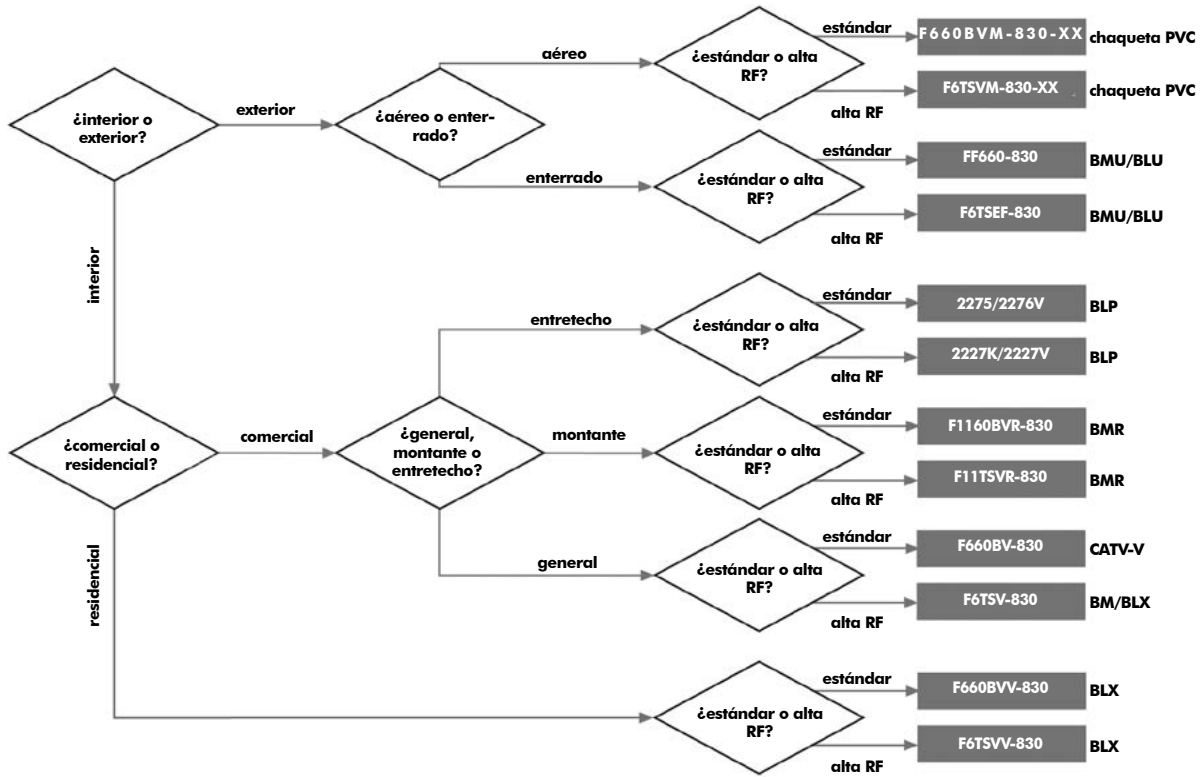 estándar
F660BVM-830-XX chaqueta PVC
aéreo
¿estándar o alta
RF?
F6TSVM-830-XX chaqueta PVC
alta RF
¿interior o
exterior?
exterior
¿aéreo o enter-
rado?
estándar
FF660-830 BMU/BLU
enterrado
¿estándar o alta
RF?
F6TSEF-830 BMU/BLU
alta RF
interior
estándar
2275/2276V BLP
entretecho
¿estándar o alta
RF?
2227K/2227V BLP
alta RF
¿comercial o
residencial?
comercial
¿general,
montante o
entretecho?
montante
estándar
F1160BVR-830 BMR
¿estándar o alta
RF?
F11TSVR-830 BMR
alta RF
estándar
F660BV-830 CATV-V
general
¿estándar o alta
RF?
F6TSV-830 BM/BLX
alta RF
residencial
estándar
F660BVV-830 BLX
¿estándar o alta
RF?
F6TSVV-830 BLX
alta RF